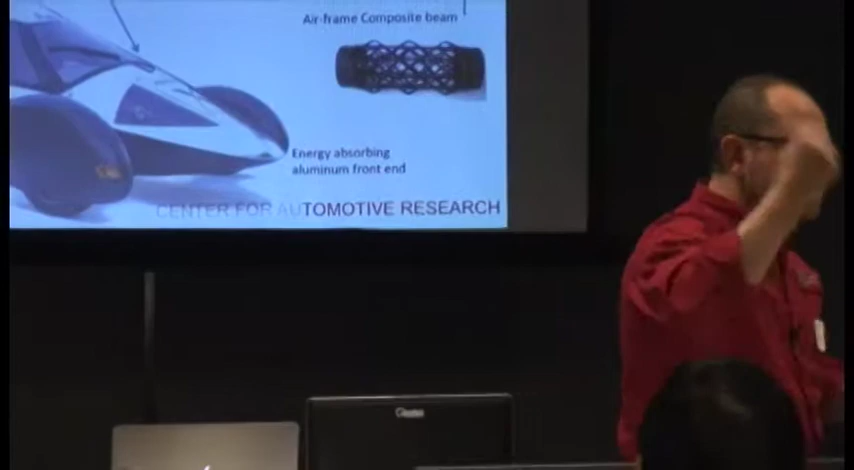 Air-frame Composite beam
Energy absorbing
aluminum front end
CENTER FOR AUTOMOTIVE RESEARCH